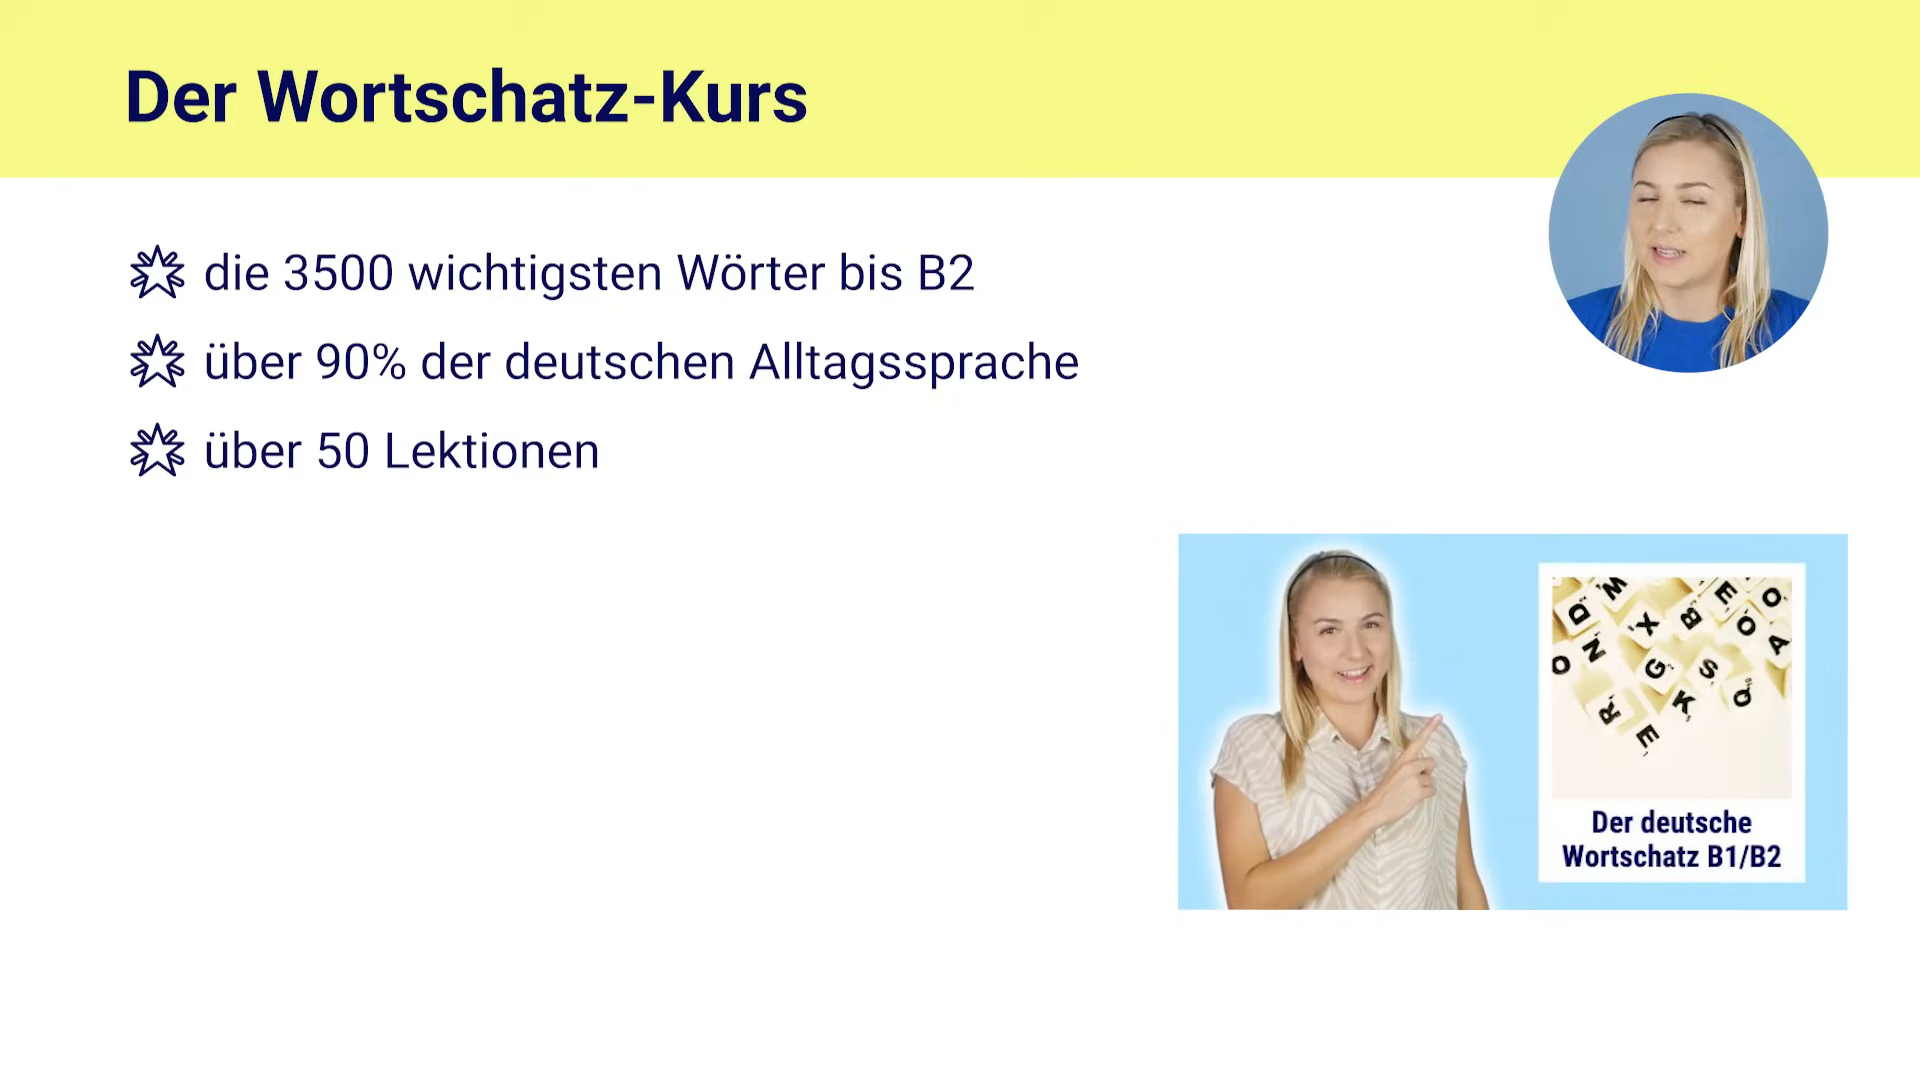 Der Wortschatz-Kurs
die 3500 wichtigsten Wörter bis B2
über 90% der deutschen Alltagssprache
über 50 Lektionen
D W X B E O
O N G S O A
R K Q
E
Der deutsche
Wortschatz B1/B2